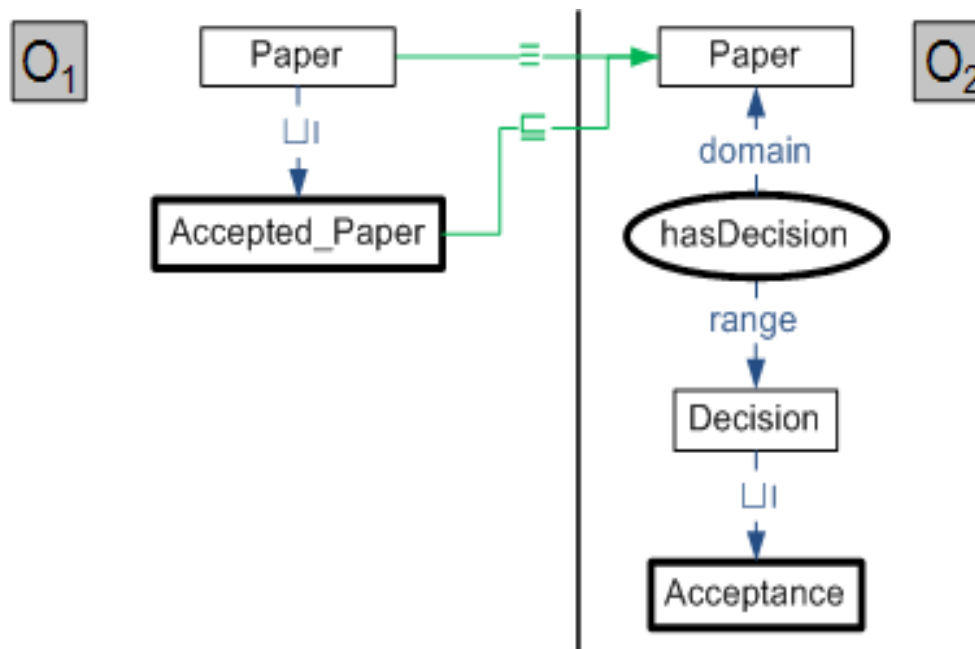 O1
Paper
≡
Paper
O2
⊔ı
⊑
domain
Accepted_Paper
hasDecision
range
Decision
⊔ı
Acceptance